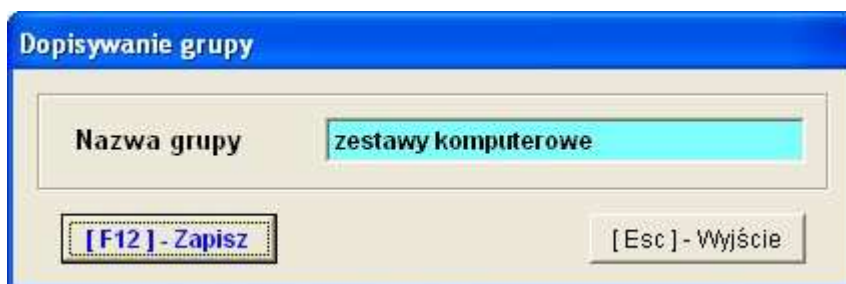 Dopisywanie grupy
Nazwa grupy zestawy komputerowe
[ F12 ] - Zapisz [ Esc ] - Wyjście